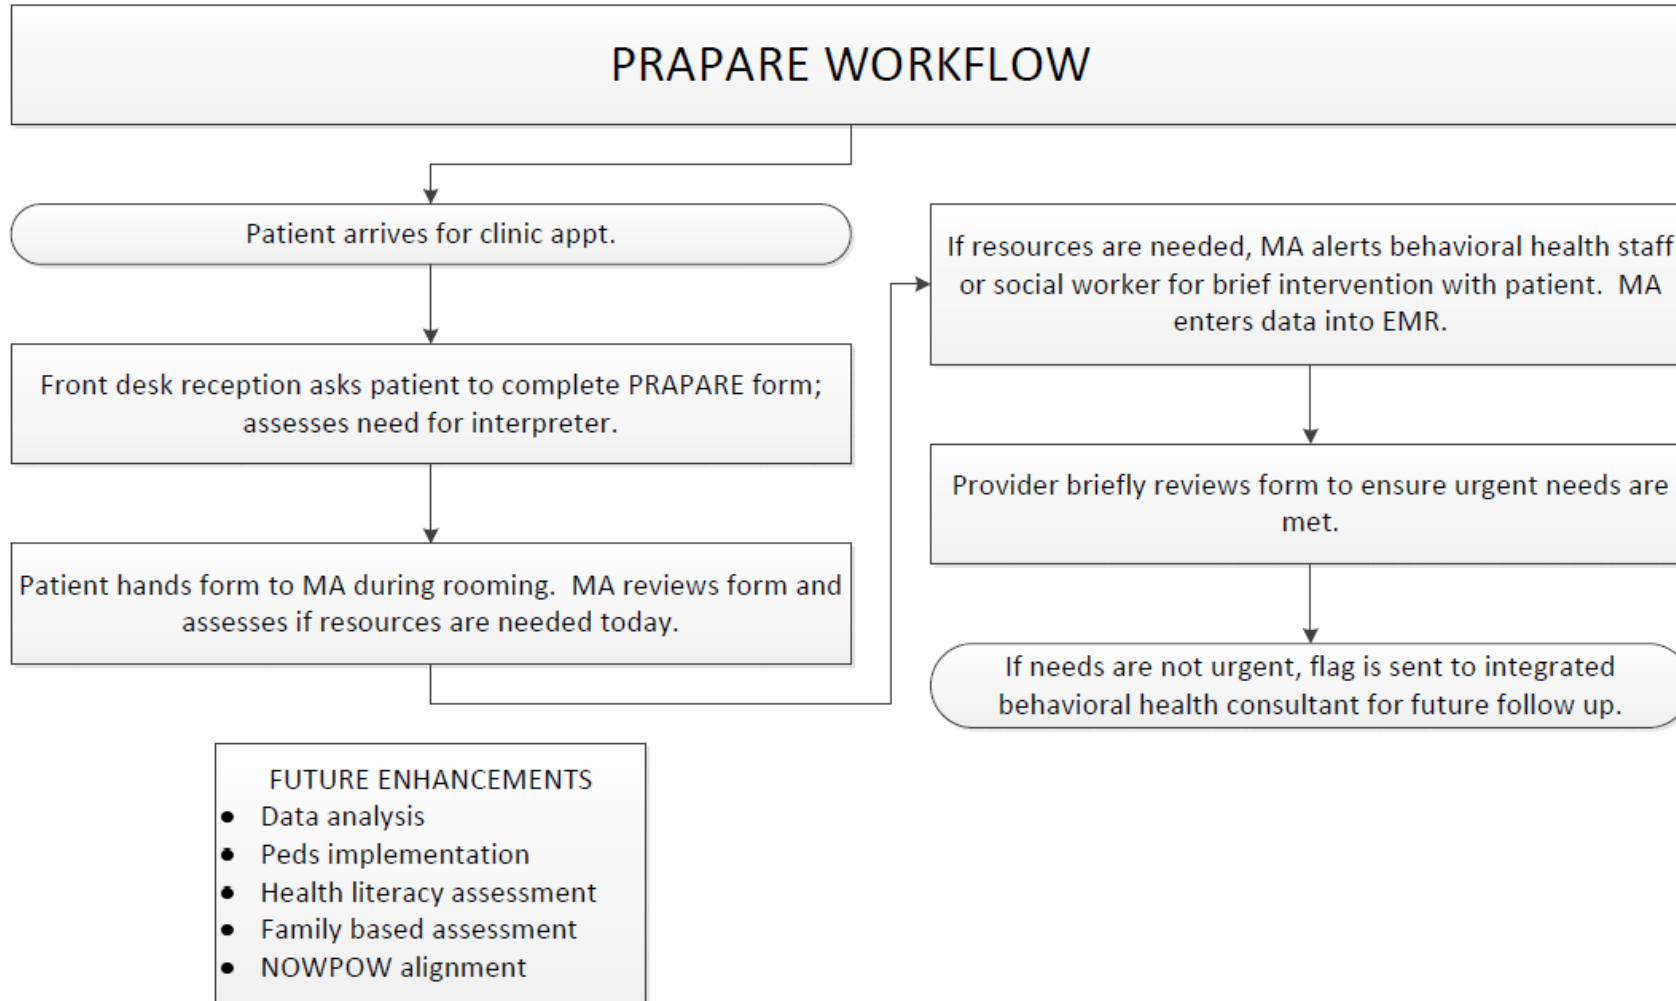 PRAPARE WORKFLOW
Patient arrives for clinic appt.
Front desk reception asks patient to complete PRAPARE form;
assesses need for interpreter.
Patient hands form to MA during rooming.  MA reviews form and
assesses if resources are needed today.
If resources are needed, MA alerts behavioral health staff
or social worker for brief intervention with patient.  MA
enters data into EMR.
Provider briefly reviews form to ensure urgent needs are
met.
If needs are not urgent, flag is sent to integrated
behavioral health consultant for future follow up.
FUTURE ENHANCEMENTS
● Data analysis
● Peds implementation
● Health literacy assessment
● Family based assessment
● NOWPOW alignment